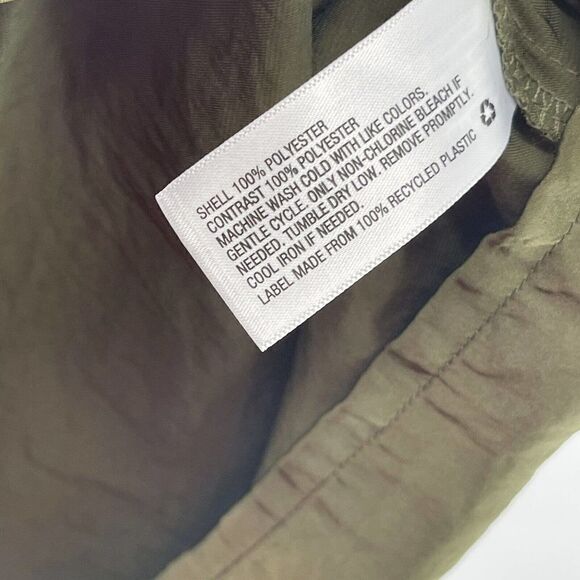 SHELL 100% POLYESTER
CONTRAST 100% POLYESTER
MACHINE WASH COLD WITH LIKE COLORS.
GENTLE CYCLE. ONLY NON-CHLORINE BLEACH IF
NEEDED. TUMBLE DRY LOW. REMOVE PROMPTLY.
COOL IRON IF NEEDED.
LABEL MADE FROM 100% RECYCLED PLASTIC